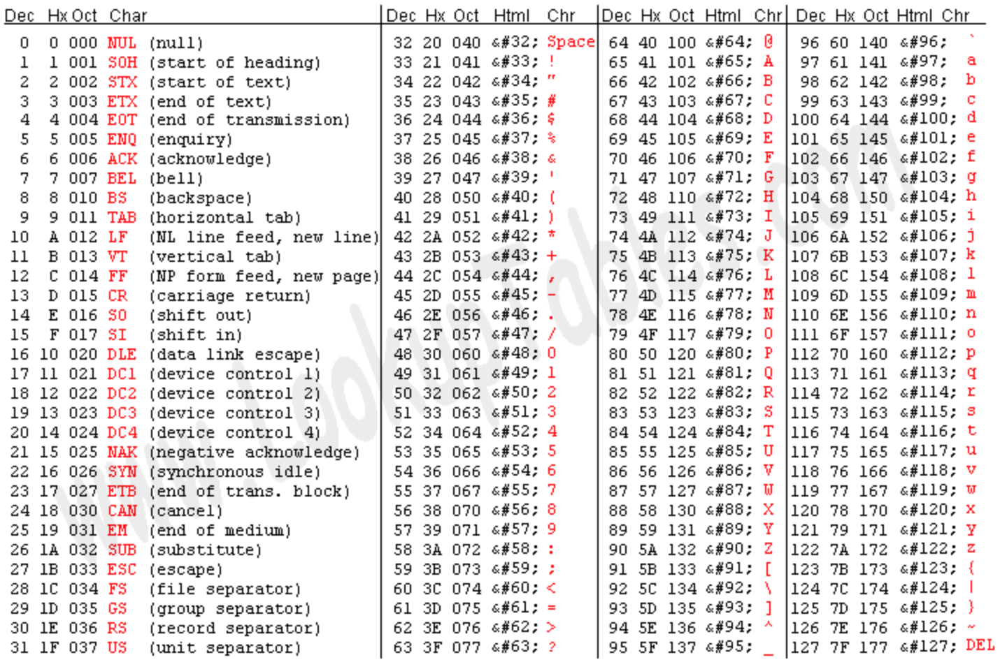 Dec Hx Oct Char Dec Hx Oct Html Chr Dec Hx Oct Html Chr Dec Hx Oct Html Chr
0 0 000 NUL (null) 32 20 040 &#32; Space 64 40 100 &#64; @ 96 60 140 &#96; `
1 1 001 SOH (start of heading) 33 21 041 &#33; ! 65 41 101 &#65; A 97 61 141 &#97; a
2 2 002 STX (start of text) 34 22 042 &#34; " 66 42 102 &#66; B 98 62 142 &#98; b
3 3 003 ETX (end of text) 35 23 043 &#35; # 67 43 103 &#67; C 99 63 143 &#99; c
4 4 004 EOT (end of transmission) 36 24 044 &#36; $ 68 44 104 &#68; D 100 64 144 &#100; d
5 5 005 ENQ (enquiry) 37 25 045 &#37; % 69 45 105 &#69; E 101 65 145 &#101; e
6 6 006 ACK (acknowledge) 38 26 046 &#38; & 70 46 106 &#70; F 102 66 146 &#102; f
7 7 007 BEL (bell) 39 27 047 &#39; ' 71 47 107 &#71; G 103 67 147 &#103; g
8 8 010 BS (backspace) 40 28 050 &#40; ( 72 48 110 &#72; H 104 68 150 &#104; h
9 9 011 TAB (horizontal tab) 41 29 051 &#41; ) 73 49 111 &#73; I 105 69 151 &#105; i
10 A 012 LF (NL line feed, new line) 42 2A 052 &#42; * 74 4A 112 &#74; J 106 6A 152 &#106; j
11 B 013 VT (vertical tab) 43 2B 053 &#43; + 75 4B 113 &#75; K 107 6B 153 &#107; k
12 C 014 FF (NP form feed, new page) 44 2C 054 &#44; , 76 4C 114 &#76; L 108 6C 154 &#108; l
13 D 015 CR (carriage return) 45 2D 055 &#45; - 77 4D 115 &#77; M 109 6D 155 &#109; m
14 E 016 SO (shift out) 46 2E 056 &#46; . 78 4E 116 &#78; N 110 6E 156 &#110; n
15 F 017 SI (shift in) 47 2F 057 &#47; / 79 4F 117 &#79; O 111 6F 157 &#111; o
16 10 020 DLE (data link escape) 48 30 060 &#48; 0 80 50 120 &#80; P 112 70 160 &#112; p
17 11 021 DC1 (device control 1) 49 31 061 &#49; 1 81 51 121 &#81; Q 113 71 161 &#113; q
18 12 022 DC2 (device control 2) 50 32 062 &#50; 2 82 52 122 &#82; R 114 72 162 &#114; r
19 13 023 DC3 (device control 3) 51 33 063 &#51; 3 83 53 123 &#83; S 115 73 163 &#115; s
20 14 024 DC4 (device control 4) 52 34 064 &#52; 4 84 54 124 &#84; T 116 74 164 &#116; t
21 15 025 NAK (negative acknowledge) 53 35 065 &#53; 5 85 55 125 &#85; U 117 75 165 &#117; u
22 16 026 SYN (synchronous idle) 54 36 066 &#54; 6 86 56 126 &#86; V 118 76 166 &#118; v
23 17 027 ETB (end of trans. block) 55 37 067 &#55; 7 87 57 127 &#87; W 119 77 167 &#119; w
24 18 030 CAN (cancel) 56 38 070 &#56; 8 88 58 130 &#88; X 120 78 170 &#120; x
25 19 031 EM (end of medium) 57 39 071 &#57; 9 89 59 131 &#89; Y 121 79 171 &#121; y
26 1A 032 SUB (substitute) 58 3A 072 &#58; : 90 5A 132 &#90; Z 122 7A 172 &#122; z
27 1B 033 ESC (escape) 59 3B 073 &#59; ; 91 5B 133 &#91; [ 123 7B 173 &#123; {
28 1C 034 FS (file separator) 60 3C 074 &#60; < 92 5C 134 &#92; \ 124 7C 174 &#124; |
29 1D 035 GS (group separator) 61 3D 075 &#61; = 93 5D 135 &#93; ] 125 7D 175 &#125; }
30 1E 036 RS (record separator) 62 3E 076 &#62; > 94 5E 136 &#94; ^ 126 7E 176 &#126; ~
31 1F 037 US (unit separator) 63 3F 077 &#63; ? 95 5F 137 &#95; _ 127 7F 177 &#127; DEL
www.LookupTables.com